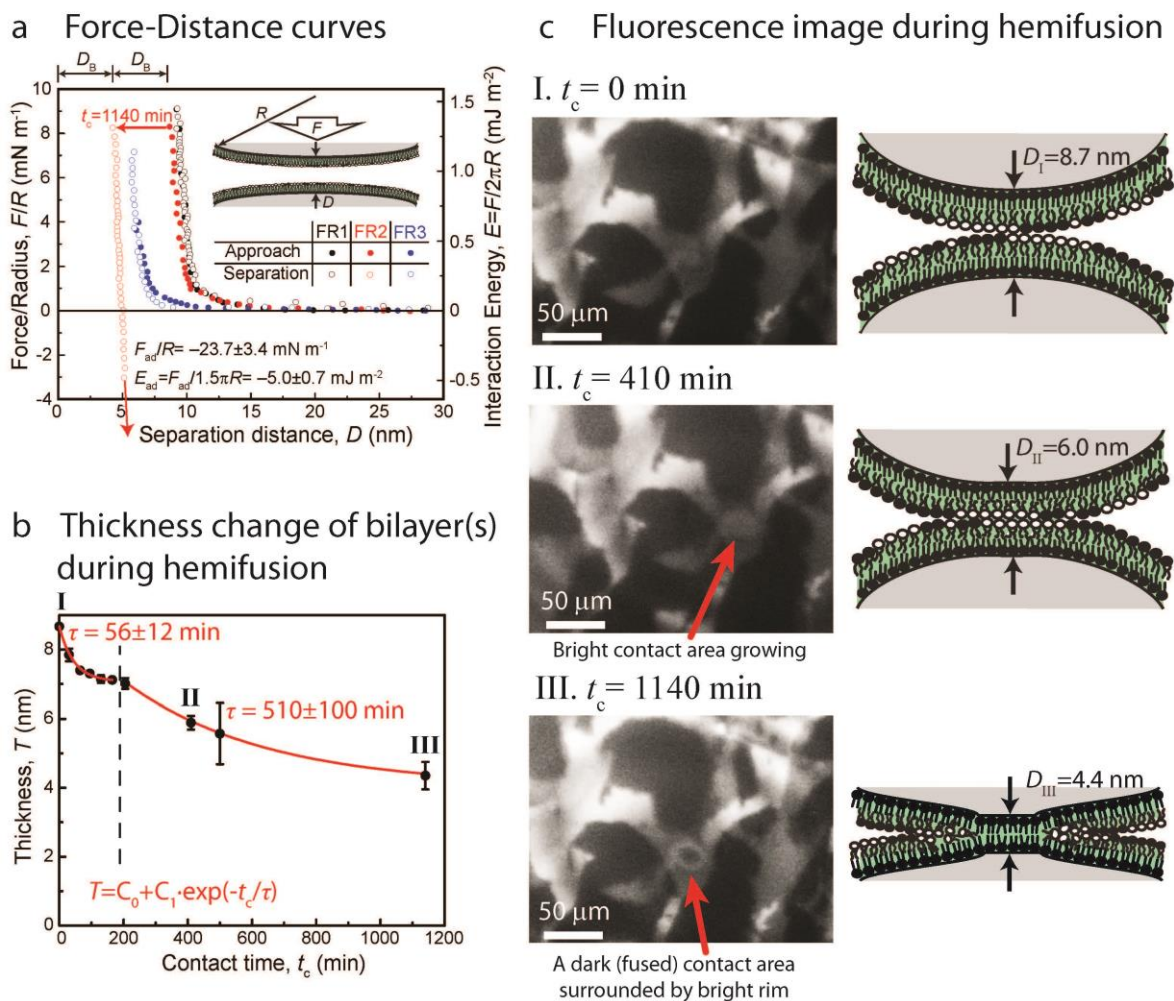 a Force-Distance curves
D_B D_B
10
8
6
4
2
0
-2
-4
Force/Radius, F/R (mN m⁻¹)
t_c=1140 min
R
F
D
FR1 FR2 FR3
Approach
Separation
F_ad/R= −23.7±3.4 mN m⁻¹
E_ad=F_ad/1.5πR= −5.0±0.7 mJ m⁻²
1.5
1.0
0.5
0
-0.5
Interaction Energy, E=F/2πR (mJ m⁻²)
0 5 10 15 20 25 30
Separation distance, D (nm)
b Thickness change of bilayer(s)
during hemifusion
I
τ = 56±12 min
II
τ = 510±100 min
III
T=C₀+C₁·exp(-t_c/τ)
8
6
4
2
0
Thickness, T (nm)
0 200 400 600 800 1000 1200
Contact time, t_c (min)
c Fluorescence image during hemifusion
I. t_c= 0 min
50 μm
D_I=8.7 nm
II. t_c= 410 min
50 μm
D_II=6.0 nm
Bright contact area growing
III. t_c= 1140 min
50 μm
D_III=4.4 nm
A dark (fused) contact area
surrounded by bright rim